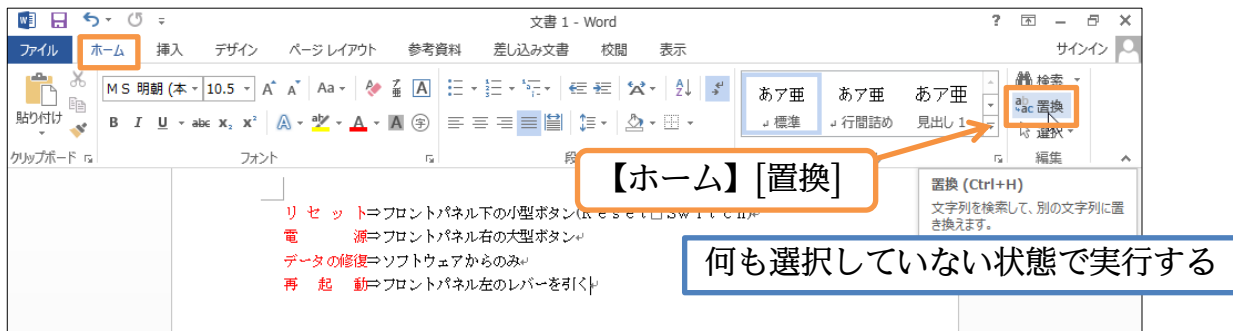 文書 1 - Word
ファイル ホーム 挿入 デザイン ページ レイアウト 参考資料 差し込み文書 校閲 表示 サインイン
貼り付け
ＭＳ 明朝 (本 10.5 A A Aa ア亜 A
B I U abc x₂ x² A aby A A 字
あア亜 あア亜 あア亜
標準 行間詰め 見出し 1
検索
置換
選択
クリップボード フォント 段 編集
【ホーム】[置換]
置換 (Ctrl+H)
文字列を検索して、別の文字列に置き換えます。
リセット⇒フロントパネル下の小型ボタン(Ｒｅｓｅｔ□Ｓｗｉｔｃｈ)
電源⇒フロントパネル右の大型ボタン
データの修復⇒ソフトウェアからのみ
再起動⇒フロントパネル左のレバーを引く
何も選択していない状態で実行する